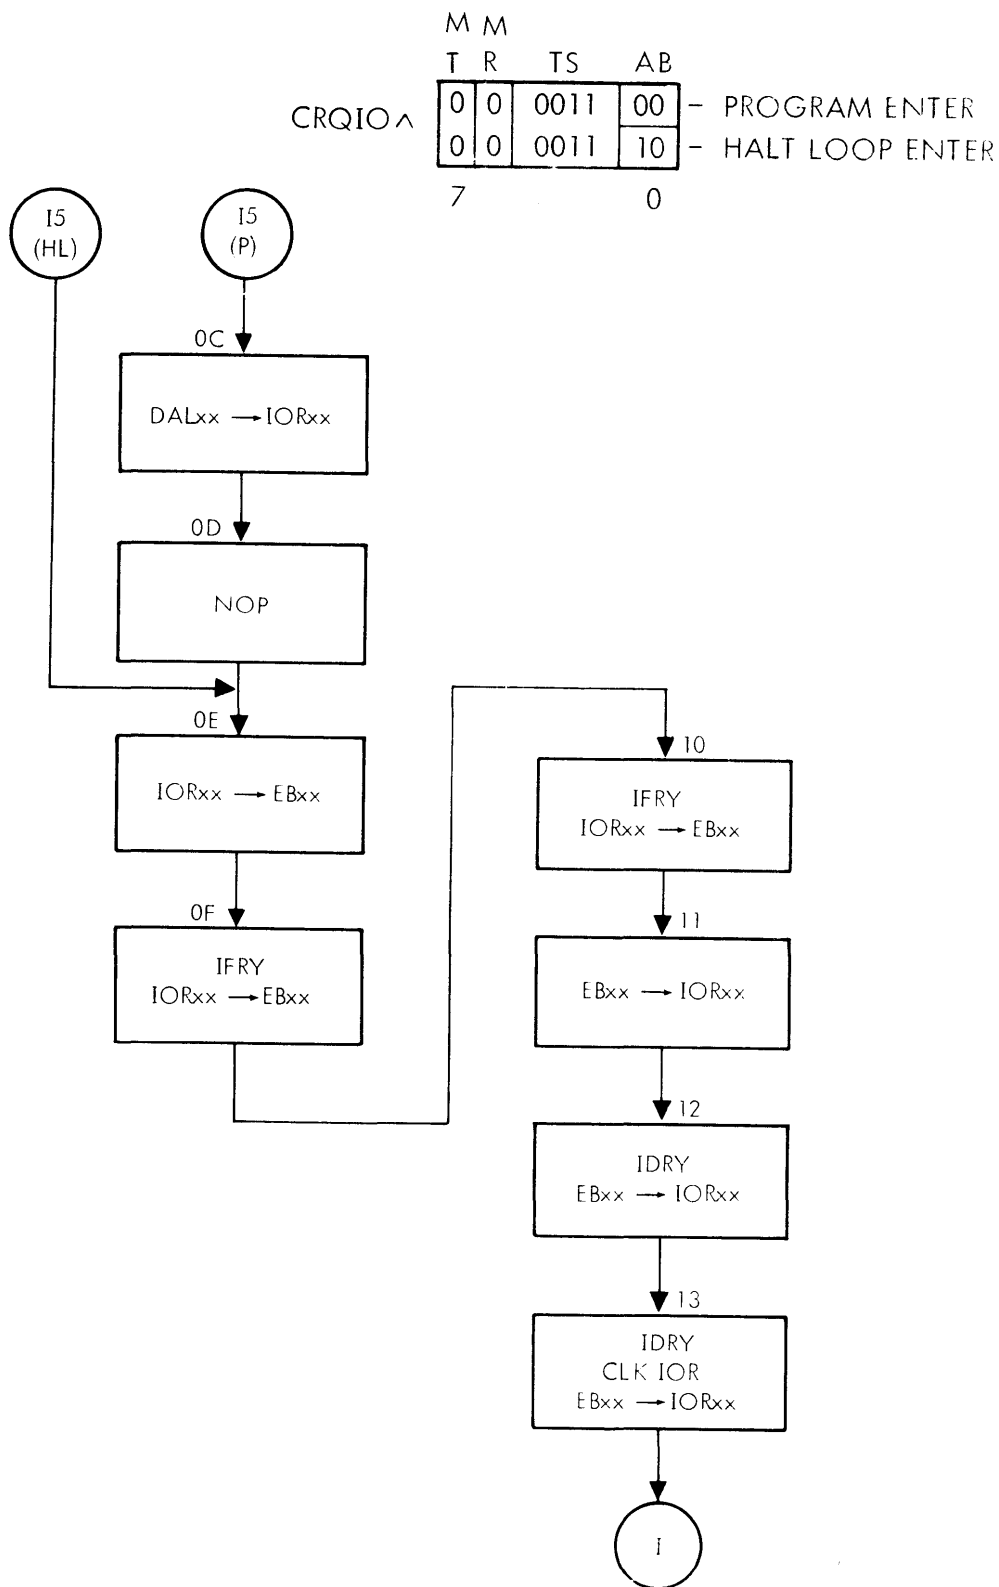 M M
T R TS AB
CRQIO^ 0 0 0011 00 – PROGRAM ENTER
0 0 0011 10 – HALT LOOP ENTER
7 0
I5
(HL)
I5
(P)
0C
DALxx → IORxx
0D
NOP
0E
IORxx → EBxx
0F
IFRY
IORxx → EBxx
10
IFRY
IORxx → EBxx
11
EBxx → IORxx
12
IDRY
EBxx → IORxx
13
IDRY
CLK IOR
EBxx → IORxx
I